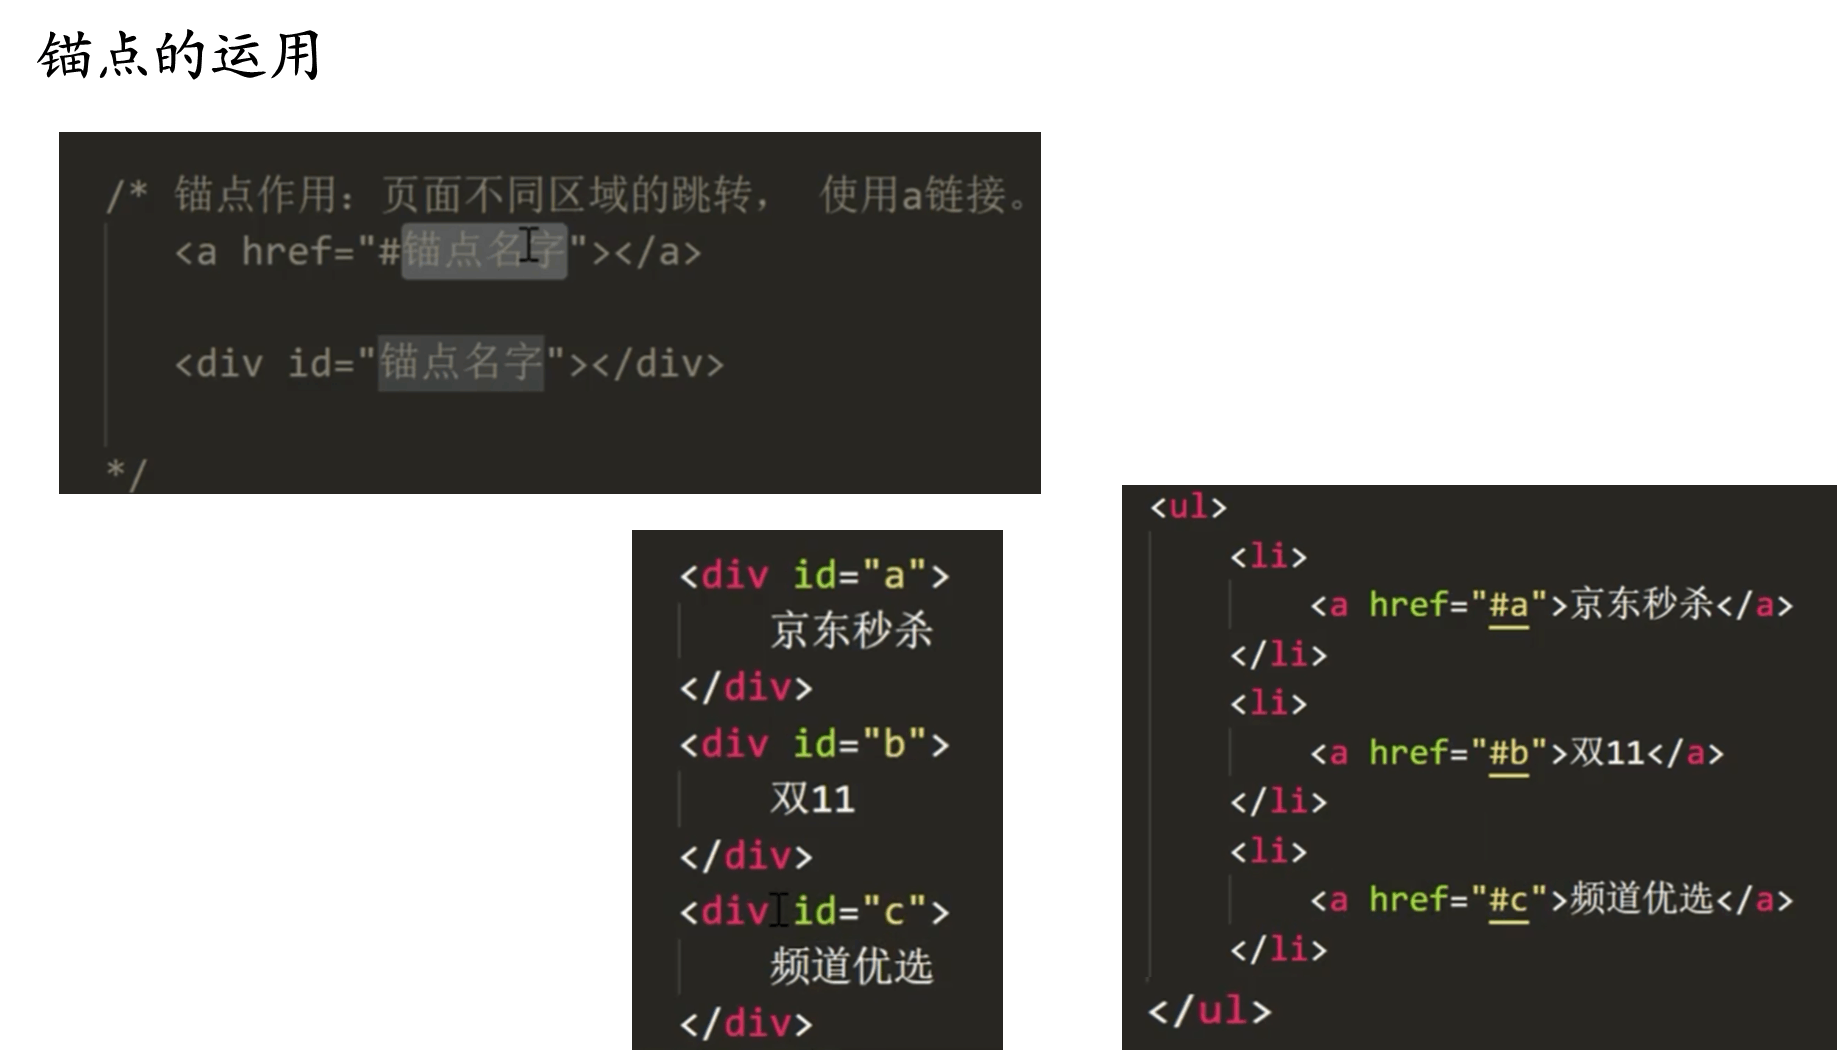 锚点的运用
/* 锚点作用：页面不同区域的跳转， 使用a链接。
<a href="#锚点名字"></a>
<div id="锚点名字"></div>
*/
<div id="a">
京东秒杀
</div>
<div id="b">
双11
</div>
<div id="c">
频道优选
</div>
<ul>
<li>
<a href="#a">京东秒杀</a>
</li>
<li>
<a href="#b">双11</a>
</li>
<li>
<a href="#c">频道优选</a>
</li>
</ul>